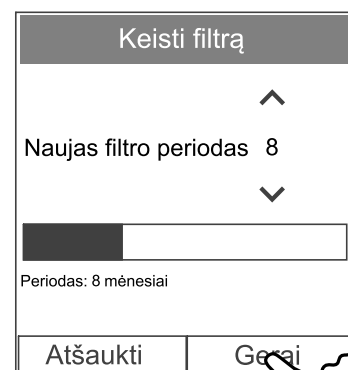 Keisti filtrą
Naujas filtro periodas 8
Periodas: 8 mėnesiai
Atšaukti Gerai